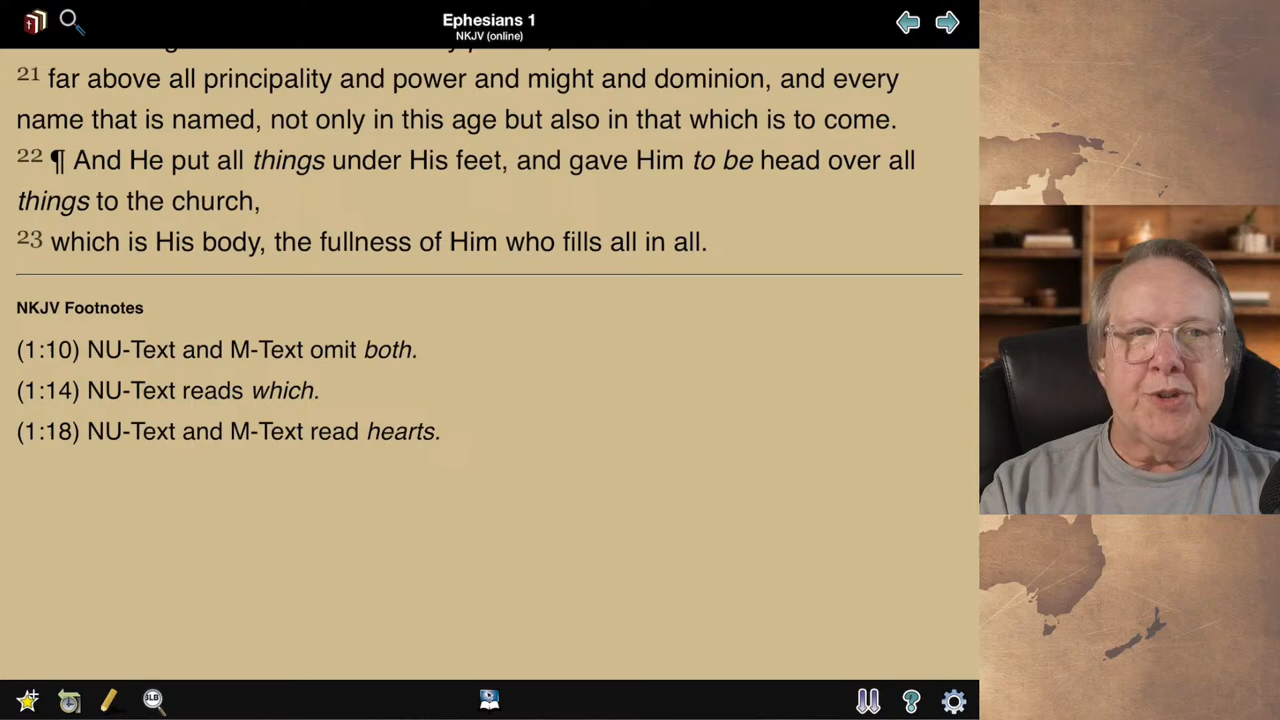 Ephesians 1
NKJV (online)
21 far above all principality and power and might and dominion, and every
name that is named, not only in this age but also in that which is to come.
22 ¶ And He put all things under His feet, and gave Him to be head over all
things to the church,
23 which is His body, the fullness of Him who fills all in all.
NKJV Footnotes
(1:10) NU-Text and M-Text omit both.
(1:14) NU-Text reads which.
(1:18) NU-Text and M-Text read hearts.
3LB